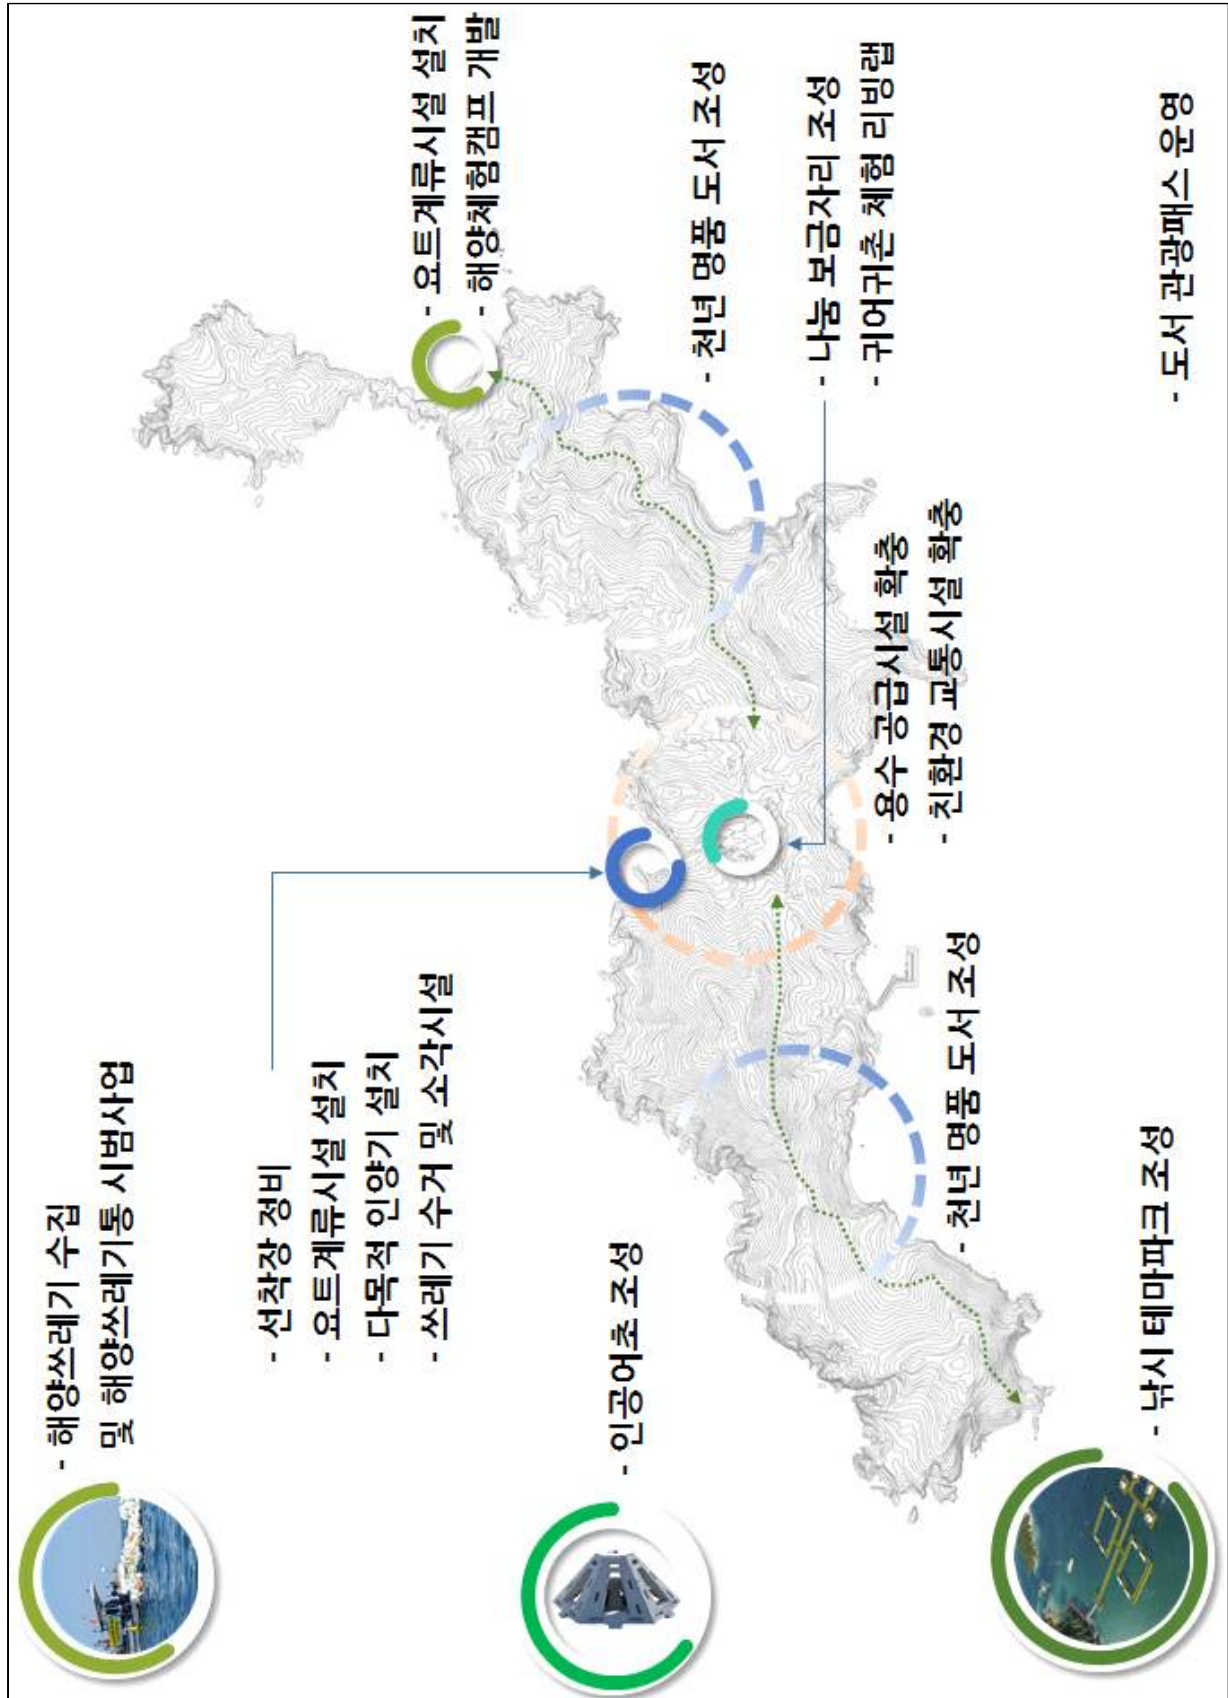 - 해양쓰레기 수집
및 해양쓰레기통 시범사업
- 선착장 정비
- 요트계류시설 설치
- 다목적 인양기 설치
- 쓰레기 수거 및 소각시설
- 요트계류시설 설치
- 해양체험캠프 개발
- 인공어초 조성
- 천년 명품 도서 조성
- 나눔 보금자리 조성
- 귀어귀촌 체험 리빙랩
- 용수 공급시설 확충
- 친환경 교통시설 확충
- 천년 명품 도서 조성
- 낚시 테마파크 조성
- 도서 관광패스 운영